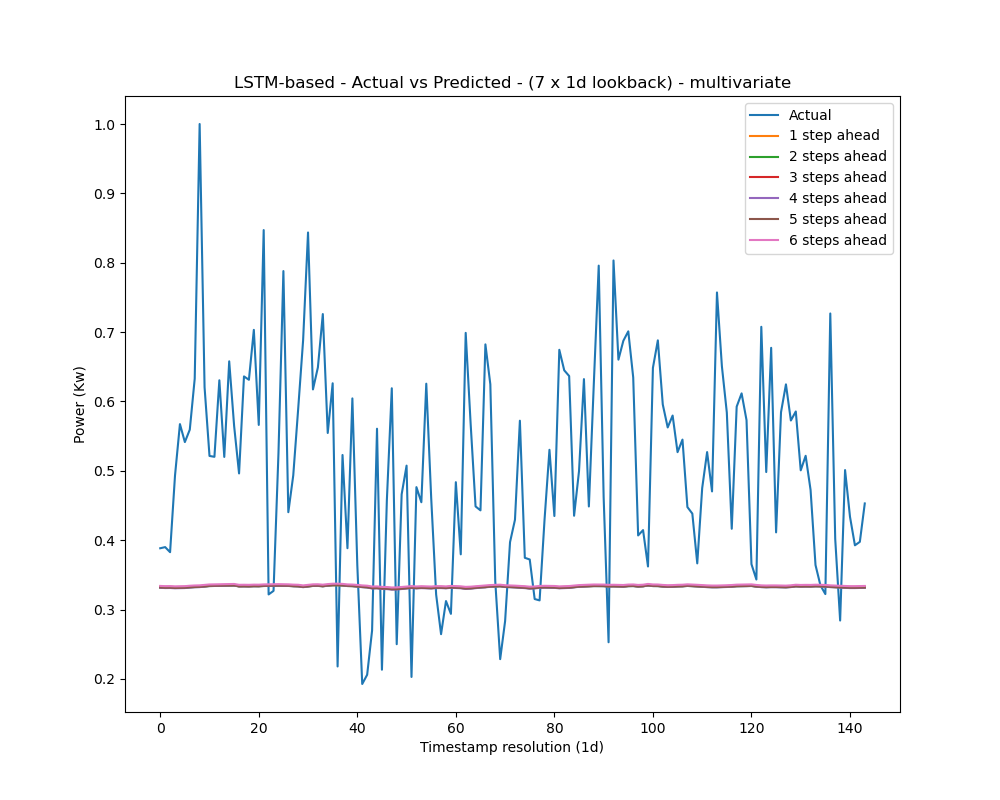 LSTM-based - Actual vs Predicted - (7 x 1d lookback) - multivariate
Actual
1 step ahead
2 steps ahead
3 steps ahead
4 steps ahead
5 steps ahead
6 steps ahead
1.0
0.9
0.8
0.7
0.6
0.5
0.4
0.3
0.2
Power (Kw)
0 20 40 60 80 100 120 140
Timestamp resolution (1d)